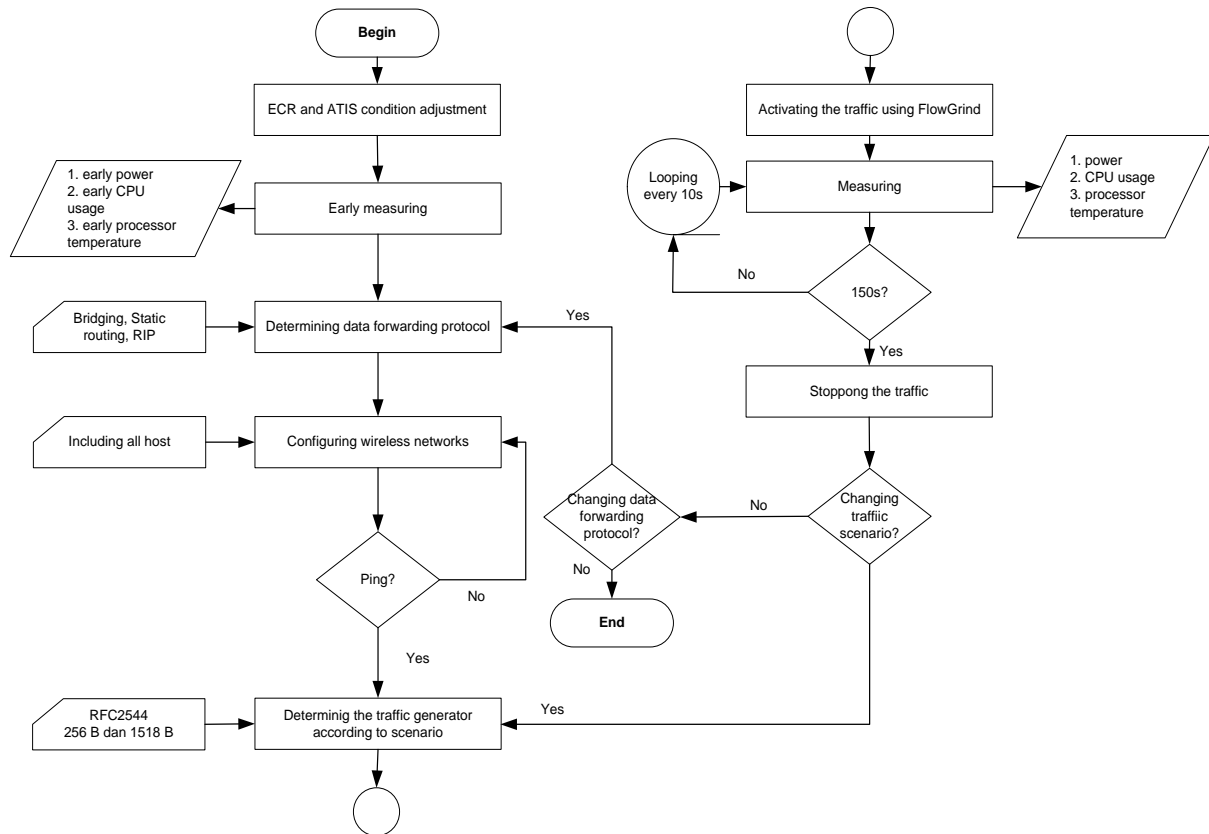 Begin
ECR and ATIS condition adjustment
1. early power
2. early CPU
usage
3. early processor
temperature
Early measuring
Bridging, Static
routing, RIP
Determining data forwarding protocol
Including all host
Configuring wireless networks
Ping?
No
Yes
RFC2544
256 B dan 1518 B
Determinig the traffic generator
according to scenario
Activating the traffic using FlowGrind
Looping
every 10s
Measuring
1. power
2. CPU usage
3. processor
temperature
No
150s?
Yes
Stoppong the traffic
Changing
traffiic
scenario?
No
Yes
Changing data
forwarding
protocol?
Yes
No
End